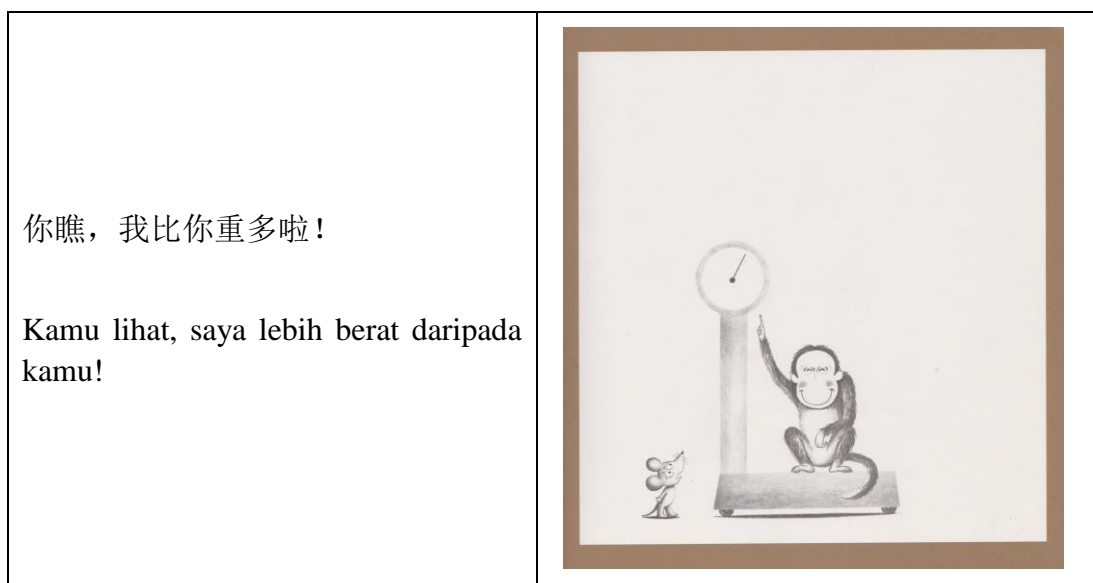 你瞧，我比你重多啦！
Kamu lihat, saya lebih berat daripada
kamu!